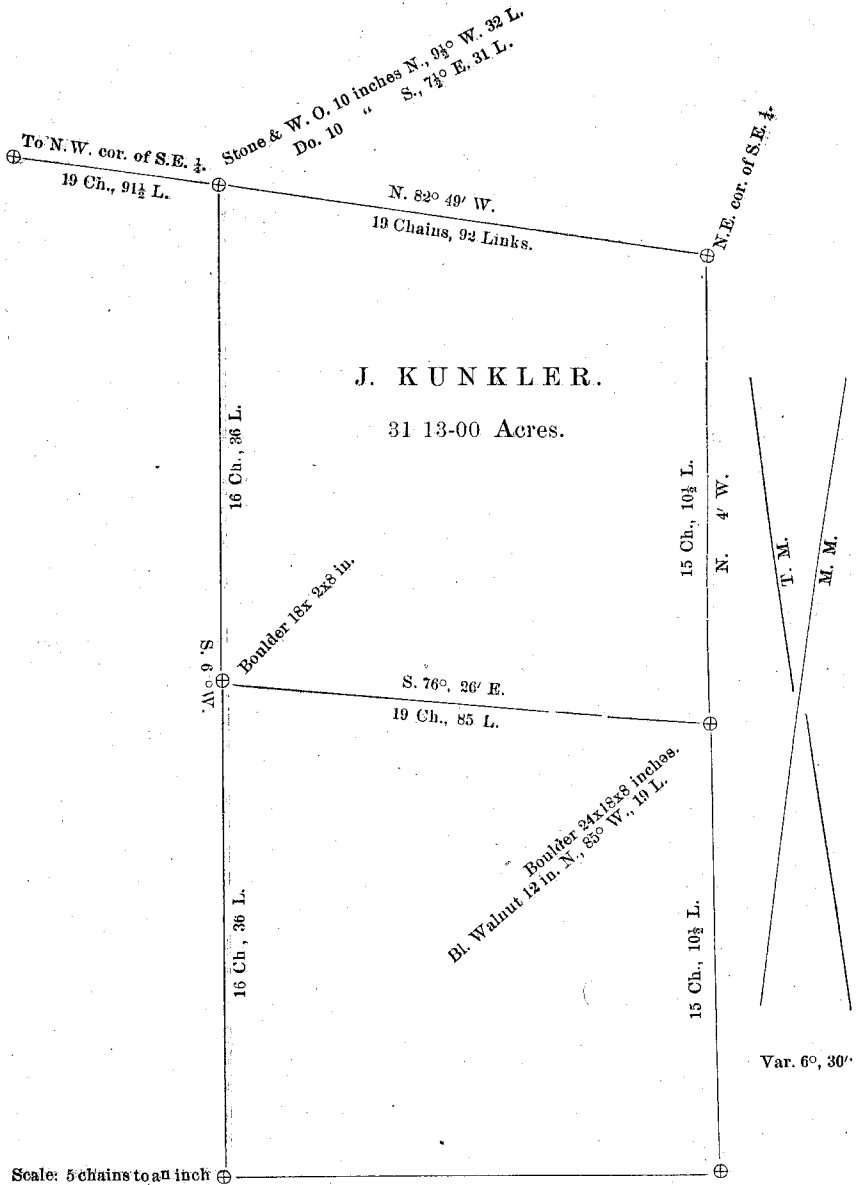 Stone & W. O. 10 inches N., 9½° W. 32 L.
Do. 10 " S., 7½° E, 31 L.
To N.W. cor. of S.E. ¼.
19 Ch., 91½ L.
N. 82° 49' W.
19 Chains, 92 Links.
N.E. cor. of S.E. ¼.
J. KUNKLER.
31 13-00 Acres.
16 Ch., 36 L.
15 Ch., 10½ L.
N. 4' W.
T. M.
M. M.
Boulder 18x 2x8 in.
S. 6° W.
S. 76°, 26' E.
19 Ch., 85 L.
Boulder 24x18x8 inches.
Bl. Walnut 12 in. N., 85° W., 19 L.
16 Ch, 36 L.
15 Ch., 10½ L.
Var. 6°, 30'
Scale: 5 chains to an inch